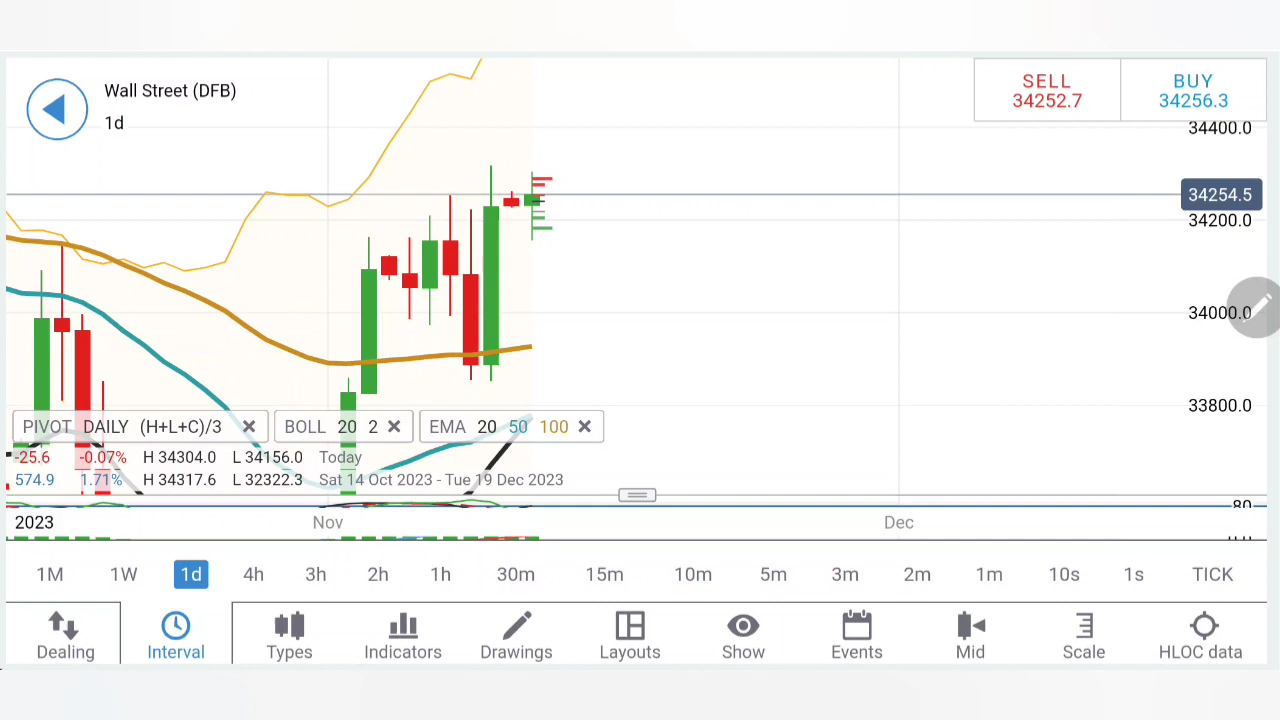 Wall Street (DFB)
1d
SELL
34252.7
BUY
34256.3
34400.0
34254.5
34200.0
34000.0
33800.0
PIVOT DAILY (H+L+C)/3
BOLL 20 2
EMA 20 50 100
-25.6 -0.07% H 34304.0 L 34156.0 Today
574.9 1.71% H 34317.6 L 32322.3 Sat 14 Oct 2023 - Tue 19 Dec 2023
80
2023 Nov Dec
1M 1W 1d 4h 3h 2h 1h 30m 15m 10m 5m 3m 2m 1m 10s 1s TICK
Dealing Interval Types Indicators Drawings Layouts Show Events Mid Scale HLOC data